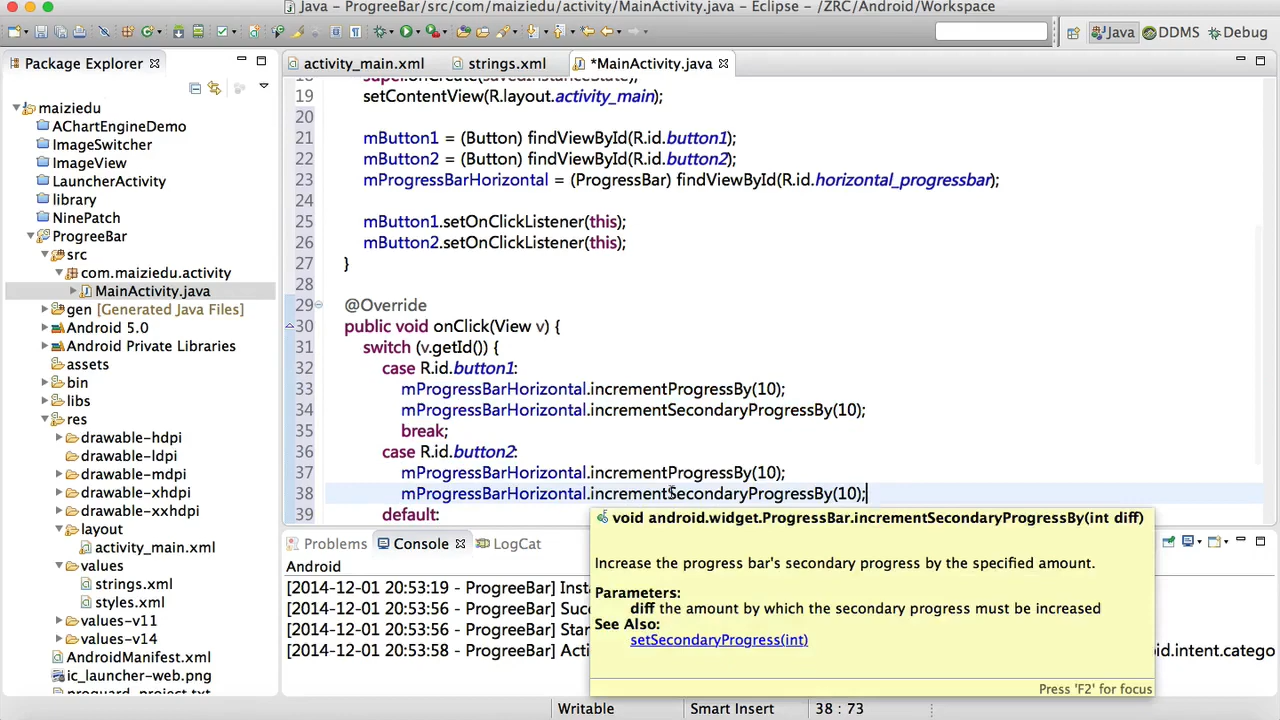 Java – ProgreeBar/src/com/maiziedu/activity/MainActivity.java – Eclipse – /ZRC/Android/Workspace
Java DDMS Debug
Package Explorer
activity_main.xml strings.xml *MainActivity.java
maiziedu
AChartEngineDemo
ImageSwitcher
ImageView
LauncherActivity
library
NinePatch
ProgreeBar
src
com.maiziedu.activity
MainActivity.java
gen [Generated Java Files]
Android 5.0
Android Private Libraries
assets
bin
libs
res
drawable-hdpi
drawable-ldpi
drawable-mdpi
drawable-xhdpi
drawable-xxhdpi
layout
activity_main.xml
values
strings.xml
styles.xml
values-v11
values-v14
AndroidManifest.xml
ic_launcher-web.png
proguard_project.txt
18 super.onCreate(savedInstanceState);
19 setContentView(R.layout.activity_main);
20
21 mButton1 = (Button) findViewById(R.id.button1);
22 mButton2 = (Button) findViewById(R.id.button2);
23 mProgressBarHorizontal = (ProgressBar) findViewById(R.id.horizontal_progressbar);
24
25 mButton1.setOnClickListener(this);
26 mButton2.setOnClickListener(this);
27 }
28
29 @Override
30 public void onClick(View v) {
31 switch (v.getId()) {
32 case R.id.button1:
33 mProgressBarHorizontal.incrementProgressBy(10);
34 mProgressBarHorizontal.incrementSecondaryProgressBy(10);
35 break;
36 case R.id.button2:
37 mProgressBarHorizontal.incrementProgressBy(10);
38 mProgressBarHorizontal.incrementSecondaryProgressBy(10);
39 default:
void android.widget.ProgressBar.incrementSecondaryProgressBy(int diff)
Increase the progress bar's secondary progress by the specified amount.
Parameters:
diff the amount by which the secondary progress must be increased
See Also:
setSecondaryProgress(int)
Press 'F2' for focus
Problems Console LogCat
Android
[2014-12-01 20:53:19 - ProgreeBar] Inst
[2014-12-01 20:53:56 - ProgreeBar] Suc
[2014-12-01 20:53:56 - ProgreeBar] Star
[2014-12-01 20:53:58 - ProgreeBar] Acti
oid.intent.catego
Writable Smart Insert 38 : 73